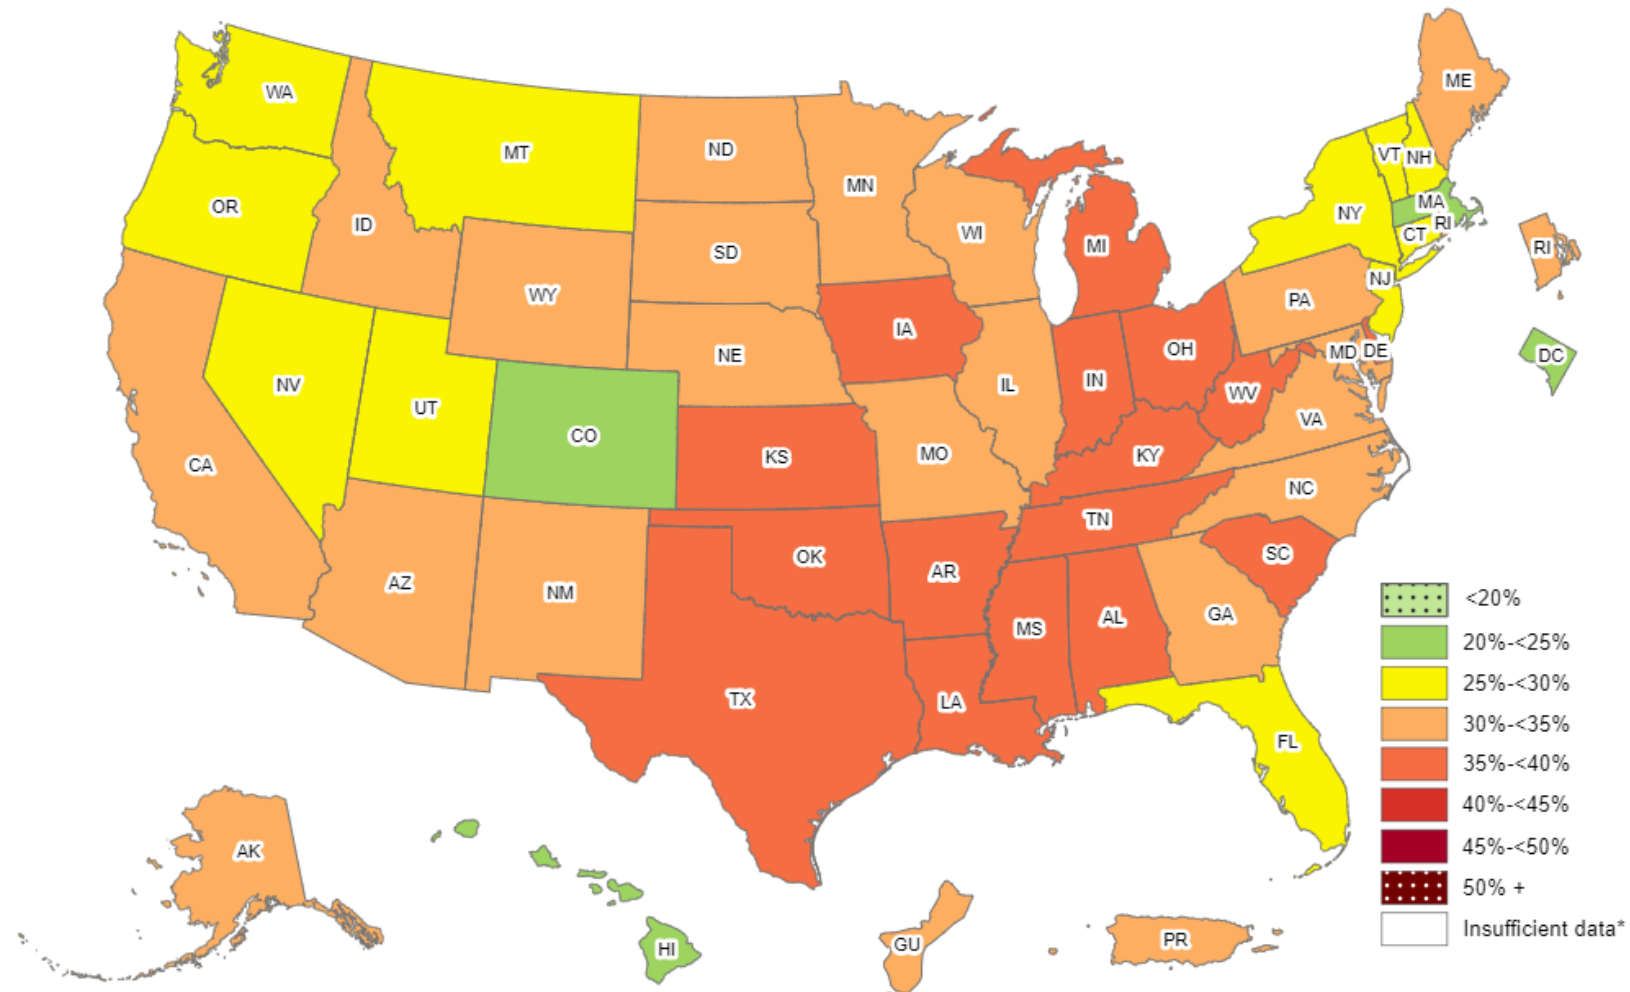 ME
WA
MT
ND
MN
VT
NH
OR
ID
MA
NY
RI
CT
WI
MI
SD
RI
NJ
WY
PA
IA
NE
OH
MD
DE
DC
NV
UT
IN
IL
WV
CO
VA
CA
KS
MO
KY
NC
TN
OK
SC
AZ
NM
AR
GA
MS
AL
TX
LA
FL
AK
HI
GU
PR
<20%
20%-<25%
25%-<30%
30%-<35%
35%-<40%
40%-<45%
45%-<50%
50% +
Insufficient data*